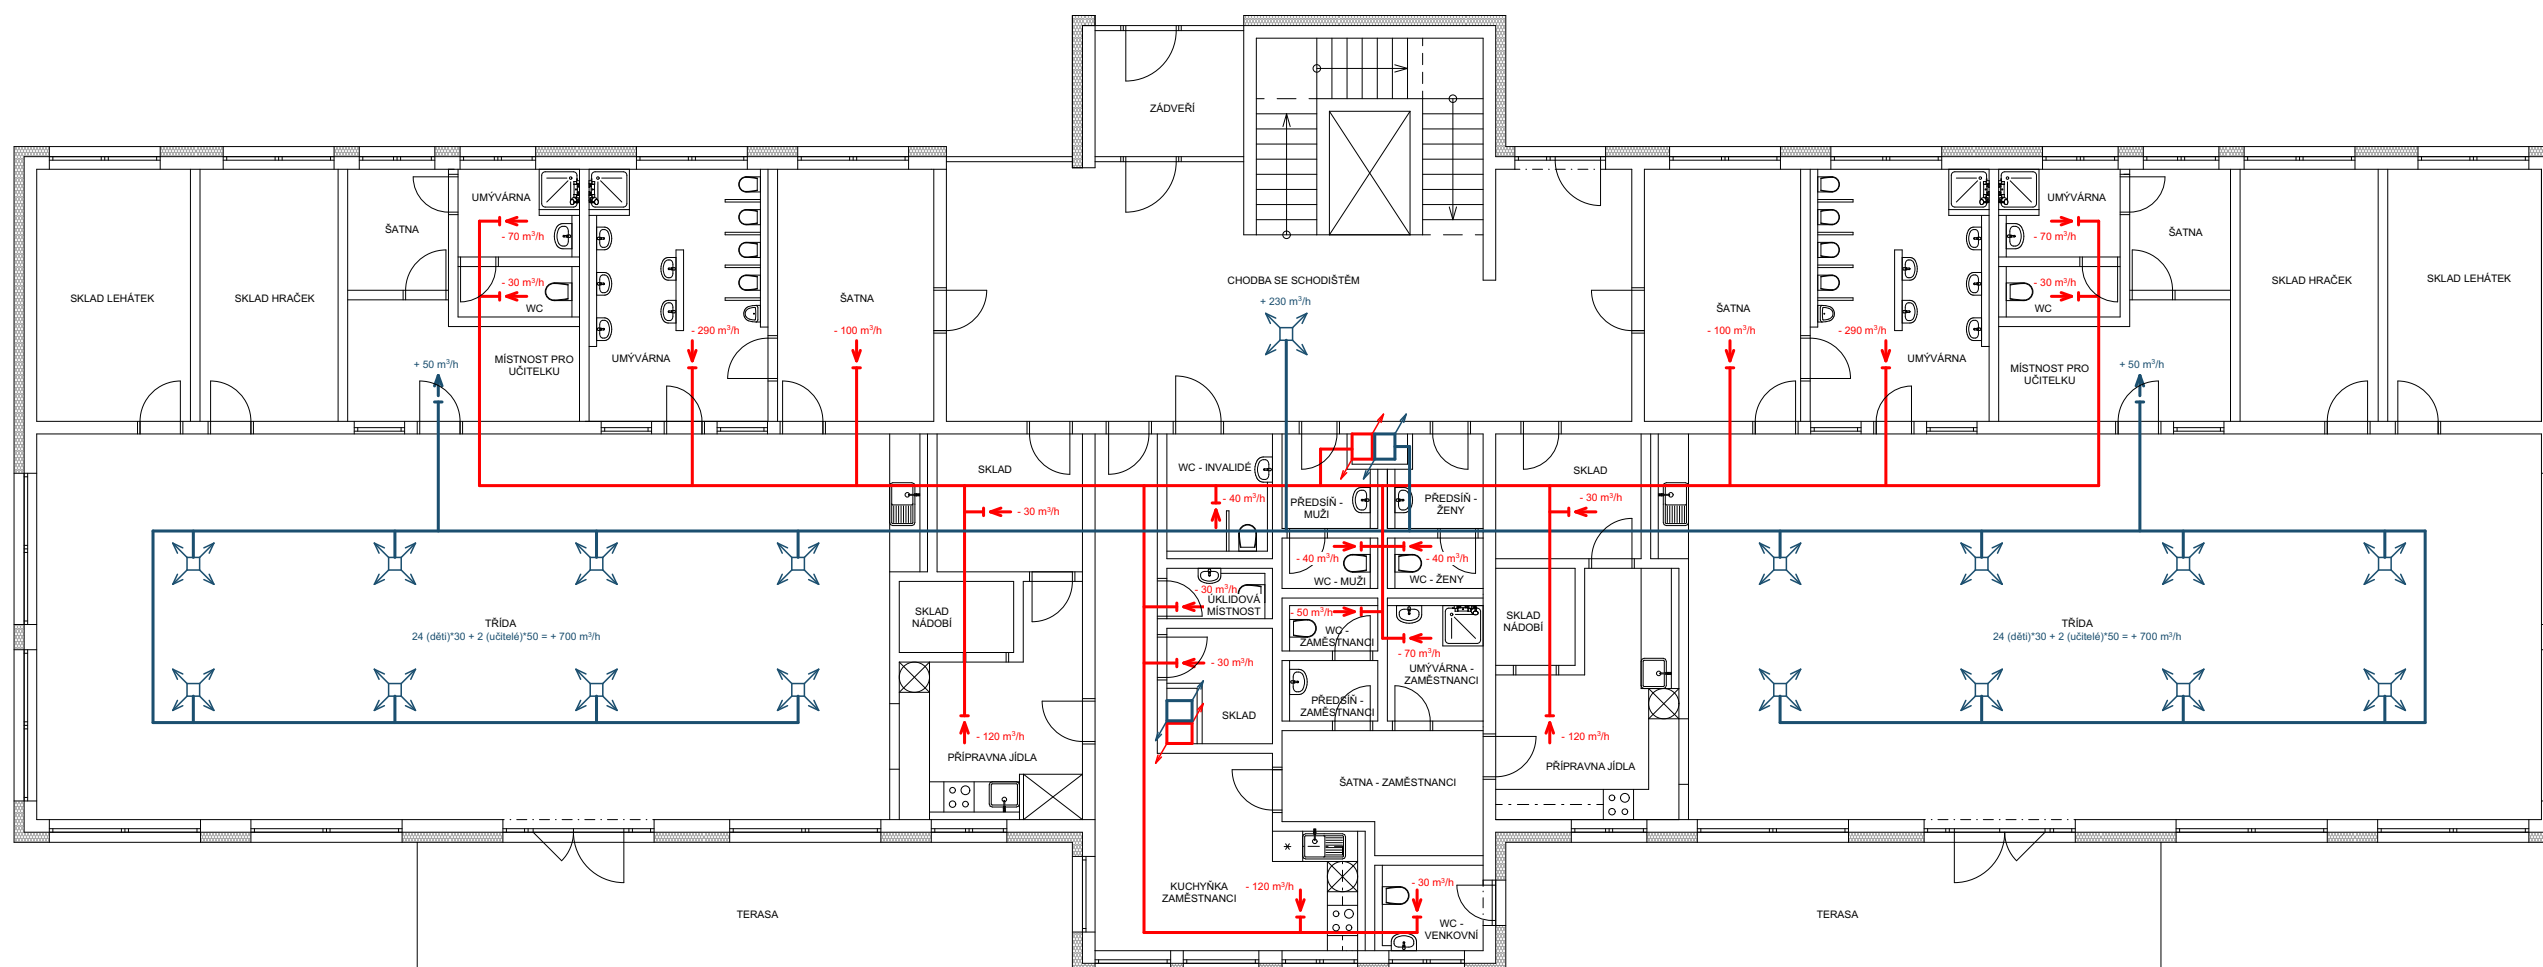 ZÁDVEŘÍ
UMÝVÁRNA
- 70 m³/h
ŠATNA
- 30 m³/h
WC
SKLAD LEHÁTEK
SKLAD HRAČEK
+ 50 m³/h
MÍSTNOST PRO
UČITELKU
- 290 m³/h
UMÝVÁRNA
ŠATNA
- 100 m³/h
CHODBA SE SCHODIŠTĚM
+ 230 m³/h
ŠATNA
- 100 m³/h
- 290 m³/h
UMÝVÁRNA
UMÝVÁRNA
- 70 m³/h
- 30 m³/h
WC
ŠATNA
MÍSTNOST PRO
UČITELKU
+ 50 m³/h
SKLAD HRAČEK
SKLAD LEHÁTEK
SKLAD
- 30 m³/h
WC - INVALIDÉ
- 40 m³/h
PŘEDSÍŇ -
MUŽI
PŘEDSÍŇ -
ŽENY
SKLAD
- 30 m³/h
- 40 m³/h
WC - MUŽI
- 40 m³/h
WC - ŽENY
- 30 m³/h
ÚKLIDOVÁ
MÍSTNOST
- 50 m³/h
WC -
ZAMĚSTNANCI
TŘÍDA
24 (děti)*30 + 2 (učitelé)*50 = + 700 m³/h
SKLAD
NÁDOBÍ
SKLAD
NÁDOBÍ
TŘÍDA
24 (děti)*30 + 2 (učitelé)*50 = + 700 m³/h
- 30 m³/h
- 70 m³/h
UMÝVÁRNA -
ZAMĚSTNANCI
SKLAD
PŘEDSÍŇ -
ZAMĚSTNANCI
- 120 m³/h
PŘÍPRAVNA JÍDLA
- 120 m³/h
PŘÍPRAVNA JÍDLA
ŠATNA - ZAMĚSTNANCI
*
KUCHYŇKA
ZAMĚSTNANCI
- 120 m³/h
- 30 m³/h
WC -
VENKOVNÍ
TERASA
TERASA